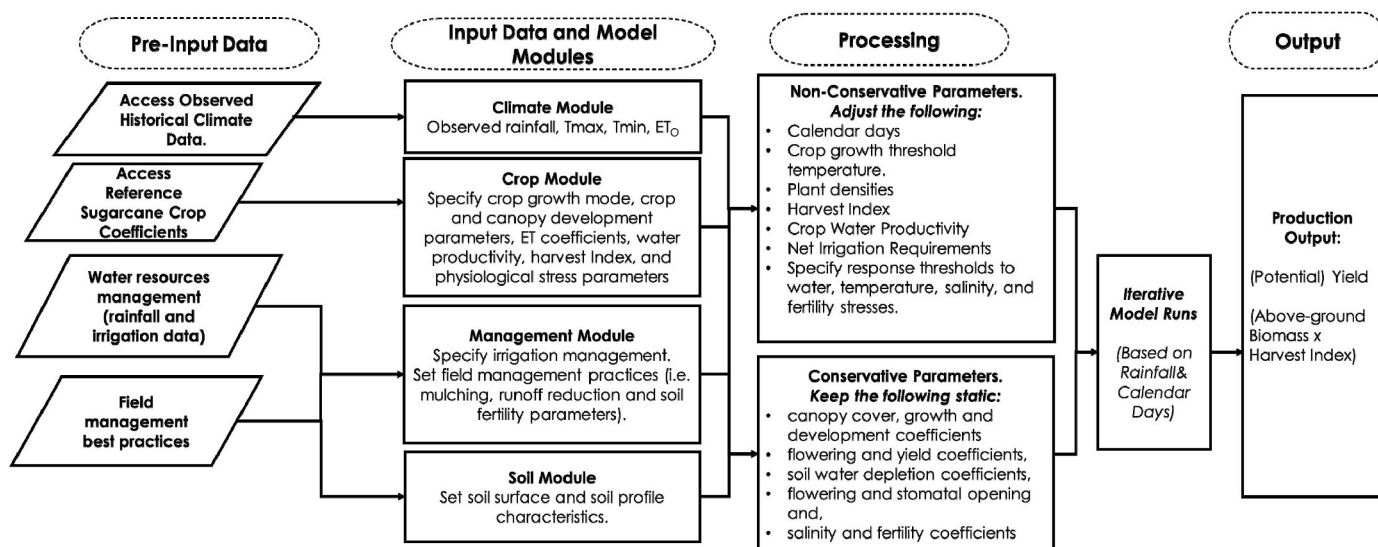 Pre-Input Data
Input Data and Model
Modules
Processing
Output
Access Observed
Historical Climate
Data.
Access
Reference
Sugarcane Crop
Coefficients
Water resources
management
(rainfall and
irrigation data)
Field
management
best practices
Climate Module
Observed rainfall, Tmax, Tmin, ETO
Crop Module
Specify crop growth mode, crop
and canopy development
parameters, ET coefficients, water
productivity, harvest Index, and
physiological stress parameters
Management Module
Specify irrigation management.
Set field management practices (i.e.
mulching, runoff reduction and soil
fertility parameters).
Soil Module
Set soil surface and soil profile
characteristics.
Non-Conservative Parameters.
Adjust the following:
• Calendar days
• Crop growth threshold
temperature.
• Plant densities
• Harvest Index
• Crop Water Productivity
• Net Irrigation Requirements
• Specify response thresholds to
water, temperature, salinity, and
fertility stresses.
Conservative Parameters.
Keep the following static:
• canopy cover, growth and
development coefficients
• flowering and yield coefficients,
• soil water depletion coefficients,
• flowering and stomatal opening
and,
• salinity and fertility coefficients
Iterative
Model Runs
(Based on
Rainfall&
Calendar
Days)
Production
Output:
(Potential) Yield
(Above-ground
Biomass x
Harvest Index)